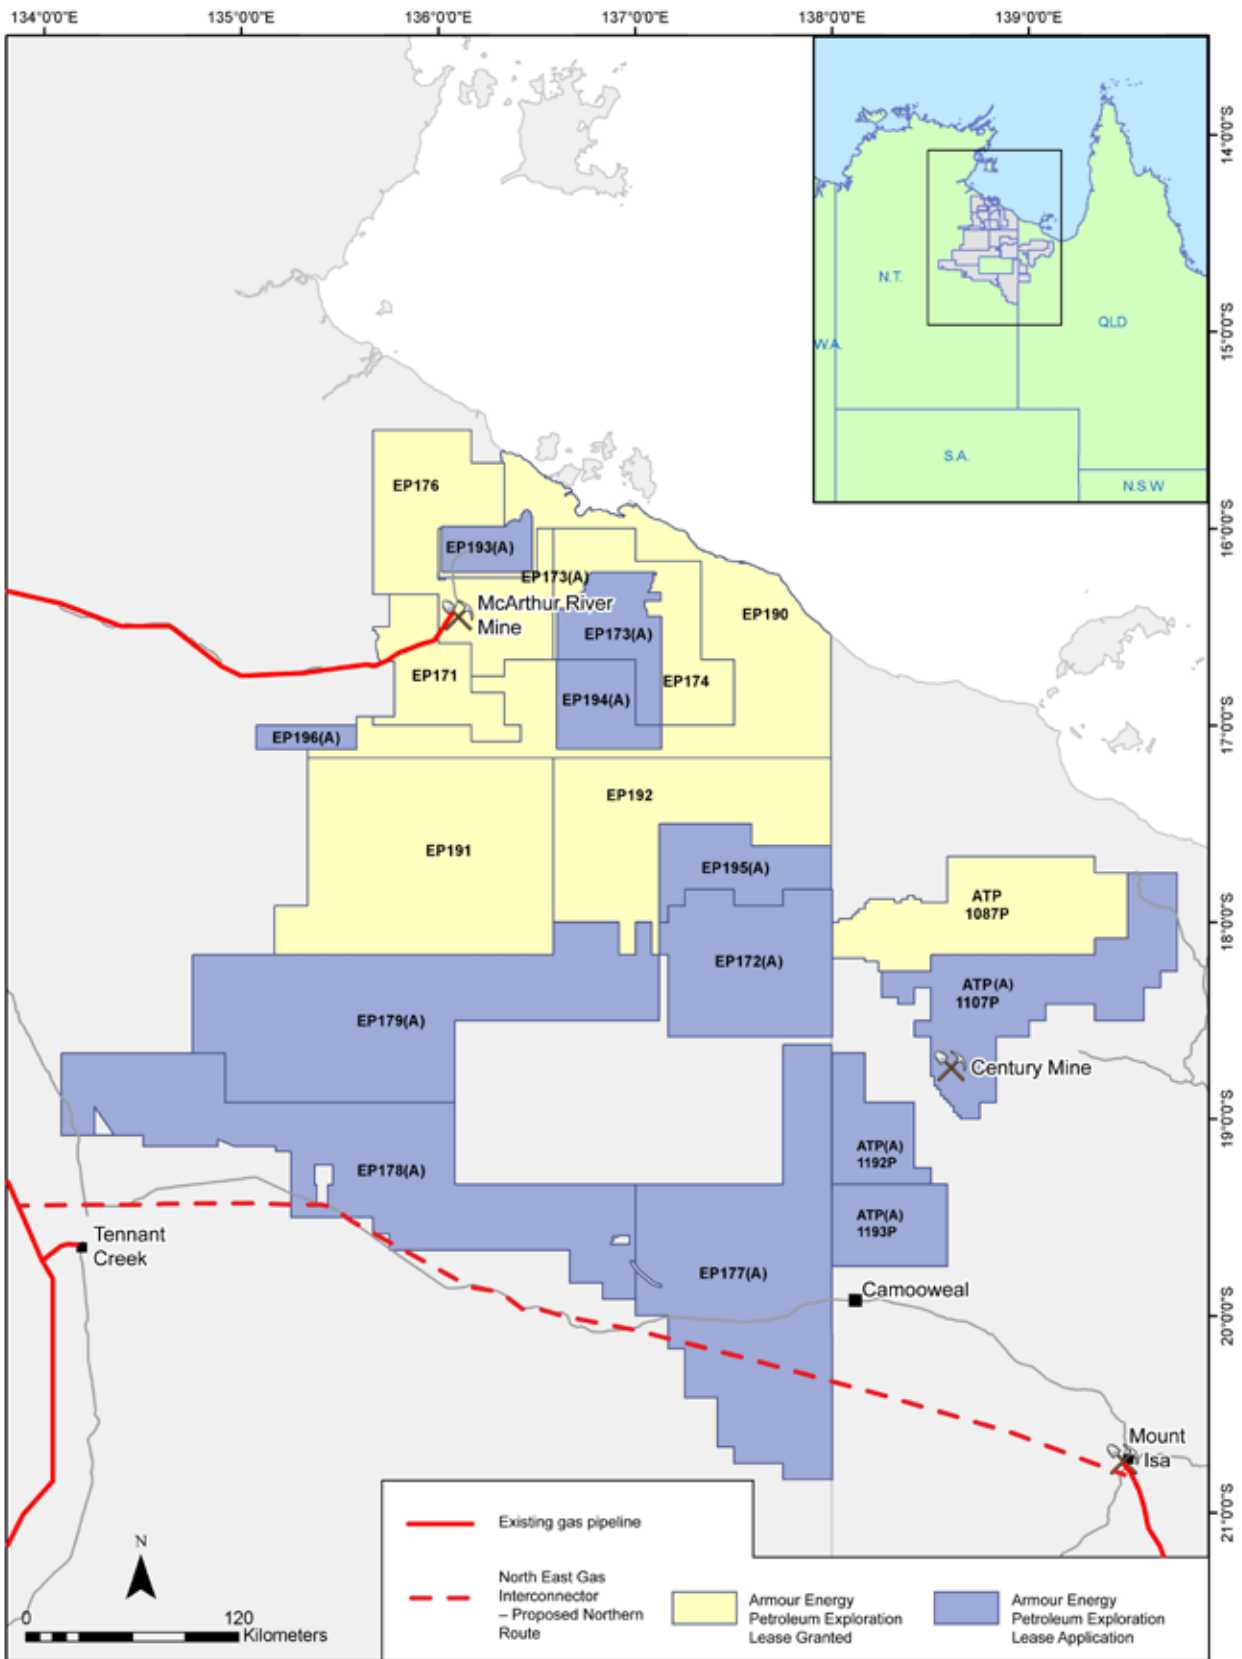 134°0'0"E
135°0'0"E
136°0'0"E
137°0'0"E
138°0'0"E
139°0'0"E
14°0'0"S
15°0'0"S
16°0'0"S
17°0'0"S
18°0'0"S
19°0'0"S
20°0'0"S
21°0'0"S
N.T.
QLD
W.A.
S.A.
N.S.W
EP176
EP193(A)
EP173(A)
McArthur River
Mine
EP173(A)
EP190
EP171
EP174
EP194(A)
EP196(A)
EP192
EP191
EP195(A)
ATP
1087P
EP172(A)
ATP(A)
1107P
EP179(A)
Century Mine
EP178(A)
ATP(A)
1192P
ATP(A)
1193P
Tennant
Creek
EP177(A)
Camooweal
Mount
Isa
N
0
120
Kilometers
Existing gas pipeline
North East Gas
Interconnector
– Proposed Northern
Route
Armour Energy
Petroleum Exploration
Lease Granted
Armour Energy
Petroleum Exploration
Lease Application